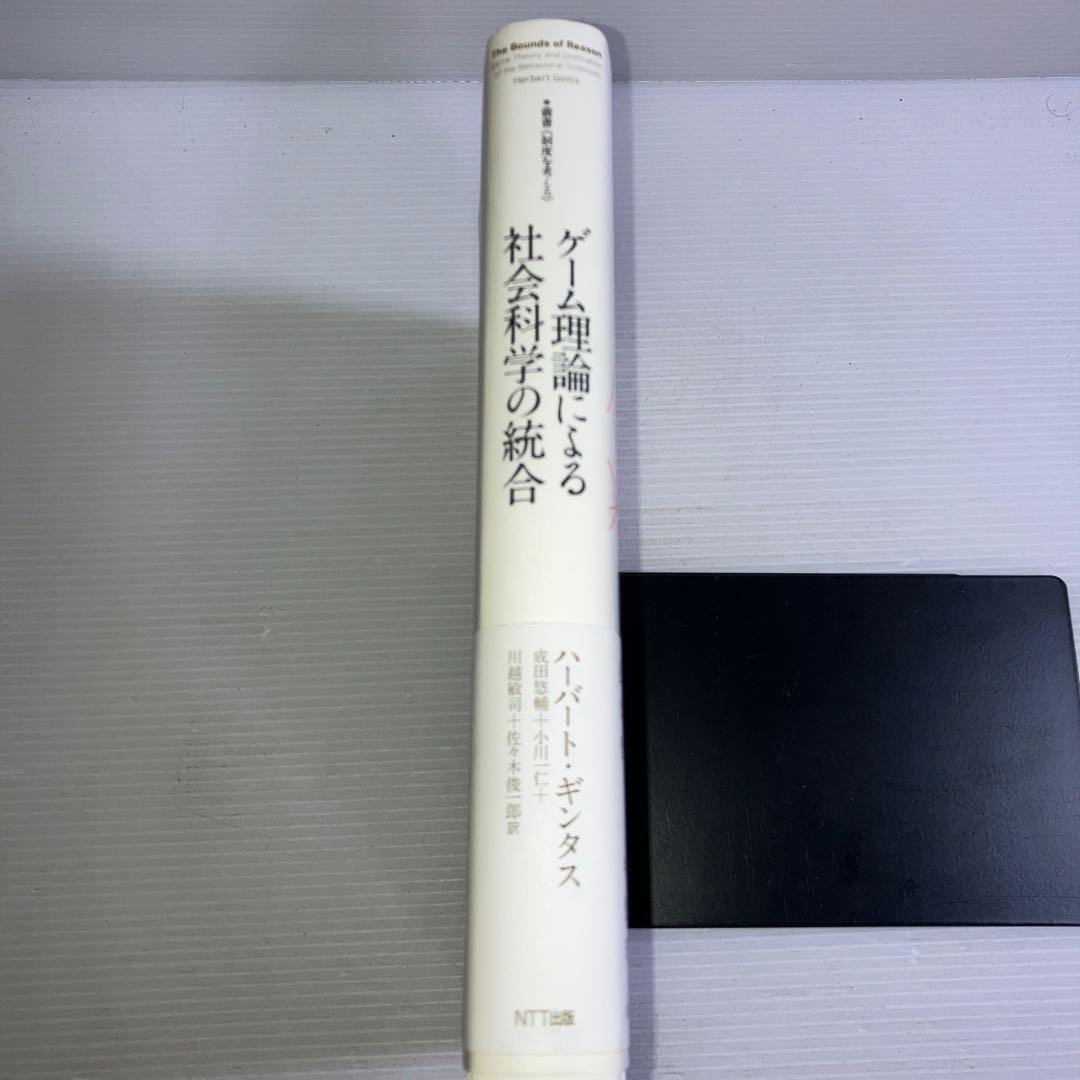 The Bounds of Reason
Game Theory and Unification
of the Behavioral Sciences
Herbert Gintis
叢書《制度を考える》
ゲーム理論による
社会科学の統合
ハーバート・ギンタス
成田悠輔＋小川一仁＋
川越敏司＋佐々木俊一郎 訳
NTT出版